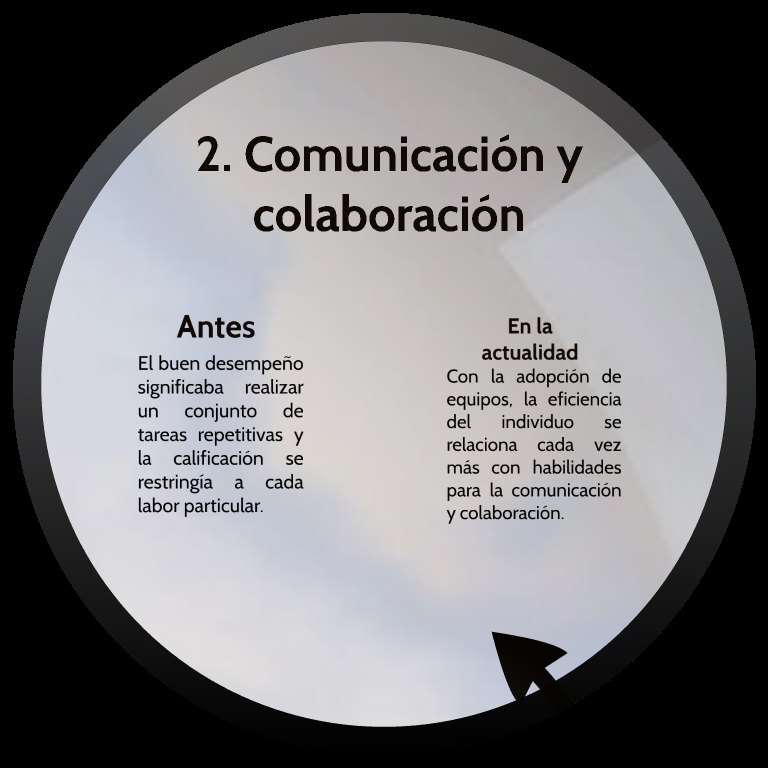 2. Comunicación y
colaboración
Antes
El buen desempeño
significaba realizar
un conjunto de
tareas repetitivas y
la calificación se
restringía a cada
labor particular.
En la
actualidad
Con la adopción de
equipos, la eficiencia
del individuo se
relaciona cada vez
más con habilidades
para la comunicación
y colaboración.